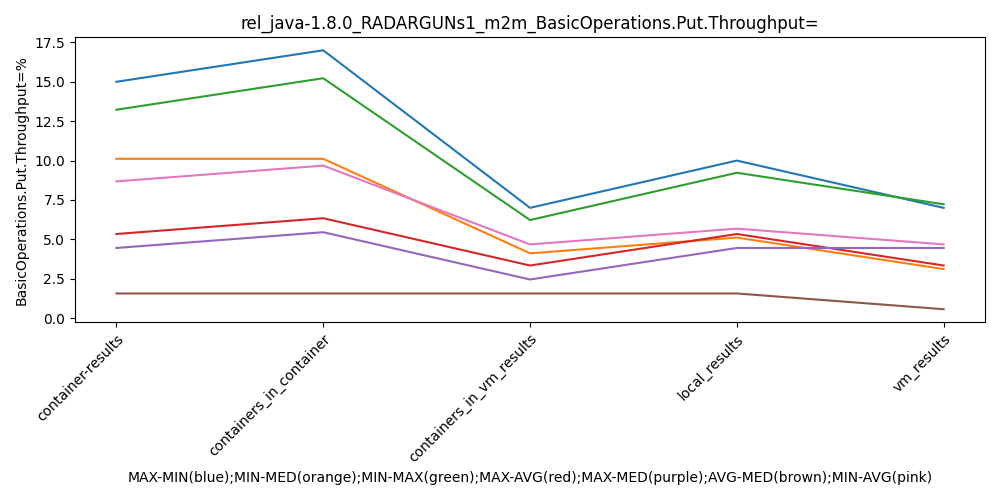 rel_java-1.8.0_RADARGUNs1_m2m_BasicOperations.Put.Throughput=
BasicOperations.Put.Throughput=%
17.5
15.0
12.5
10.0
7.5
5.0
2.5
0.0
container-results
containers_in_container
containers_in_vm_results
local_results
vm_results
MAX-MIN(blue);MIN-MED(orange);MIN-MAX(green);MAX-AVG(red);MAX-MED(purple);AVG-MED(brown);MIN-AVG(pink)